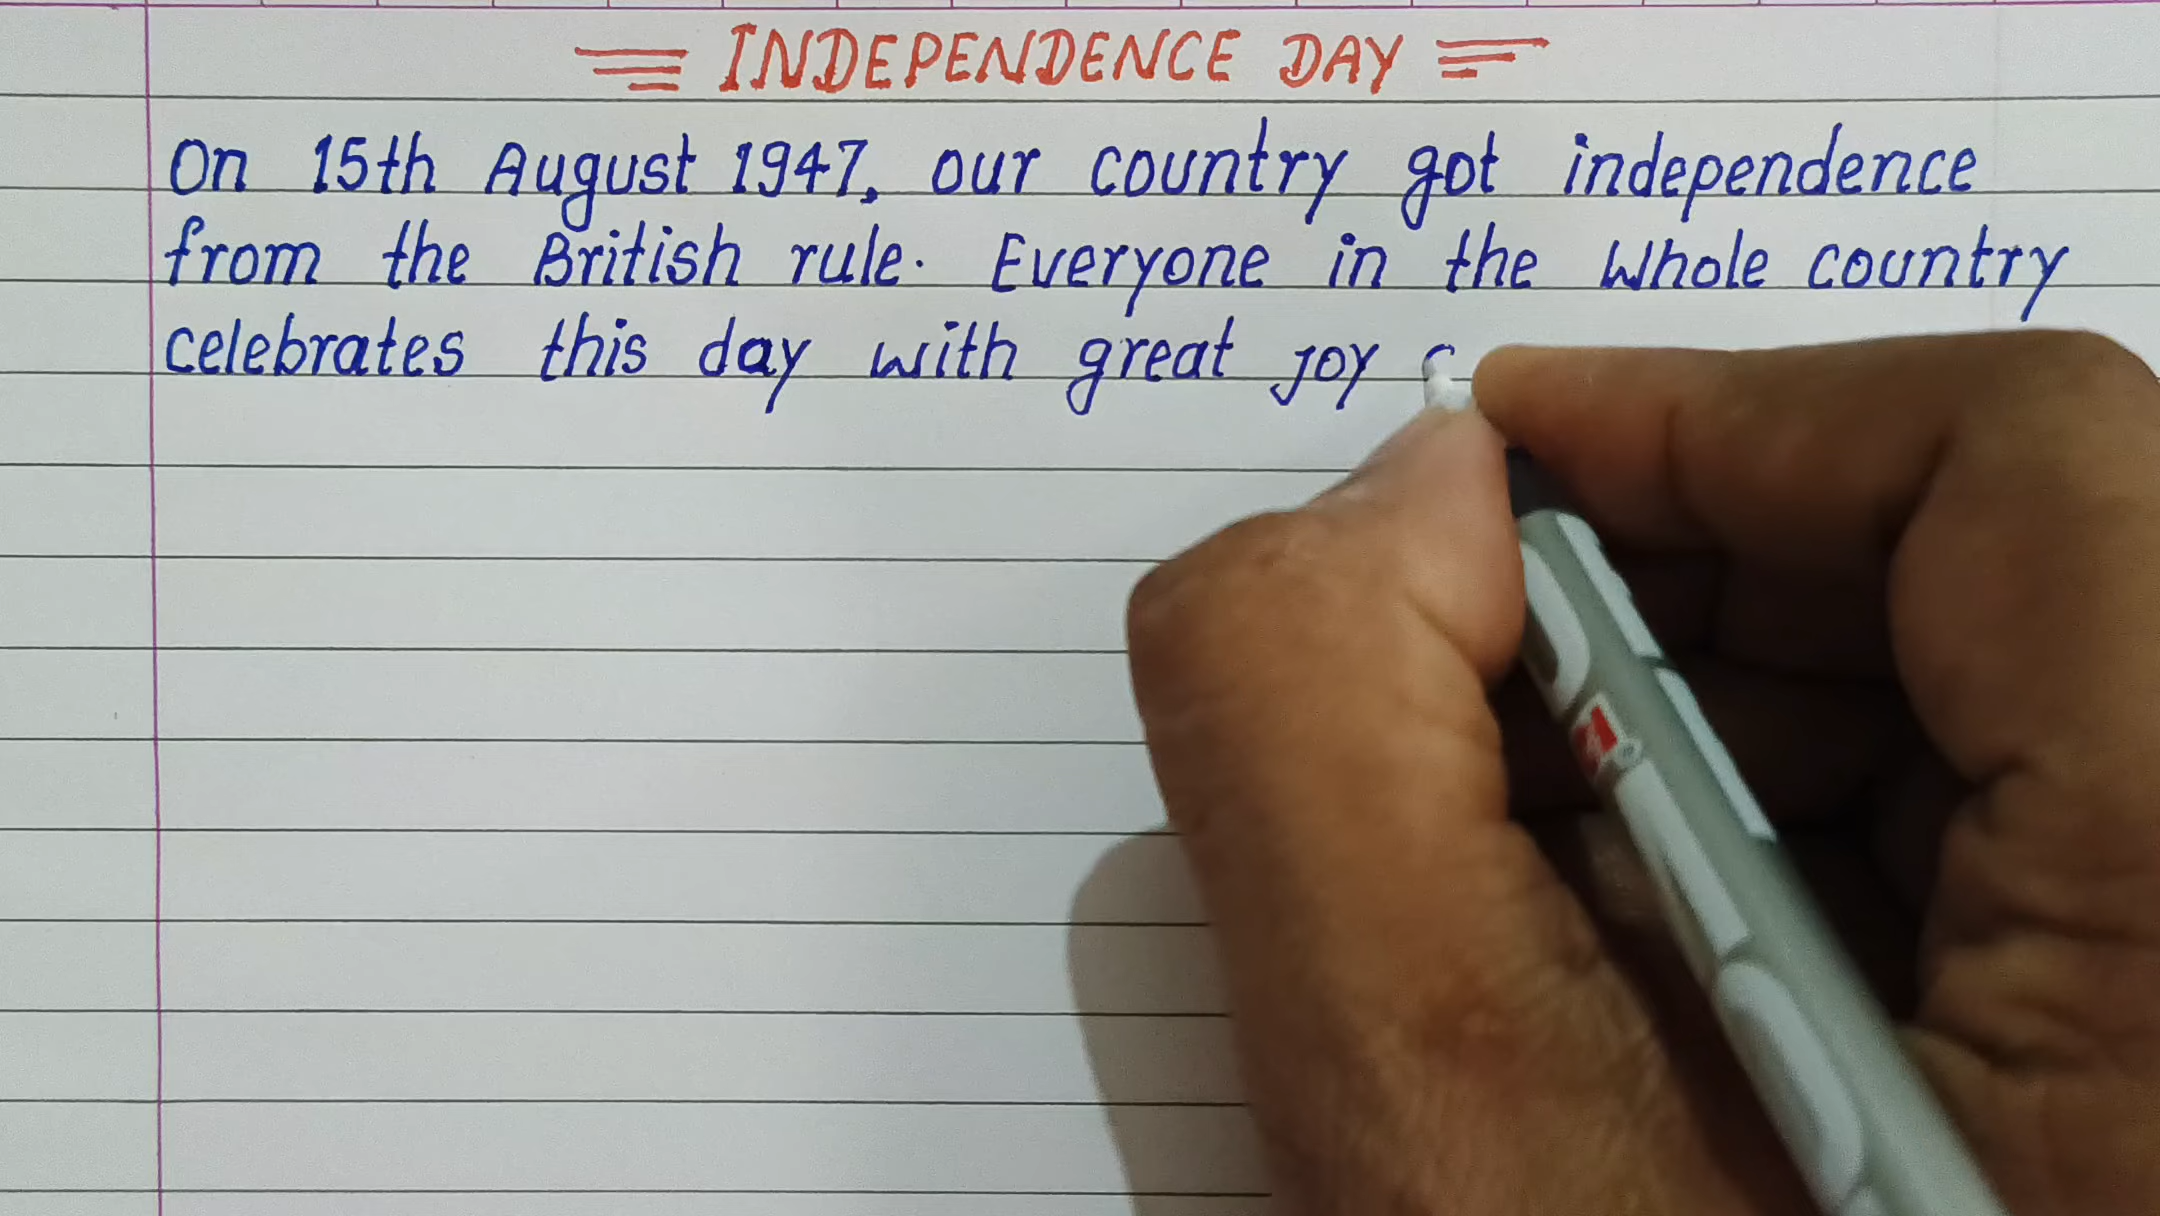 INDEPENDENCE DAY
On 15th August 1947, our country got independence
from the British rule. Everyone in the whole country
celebrates this day with great joy